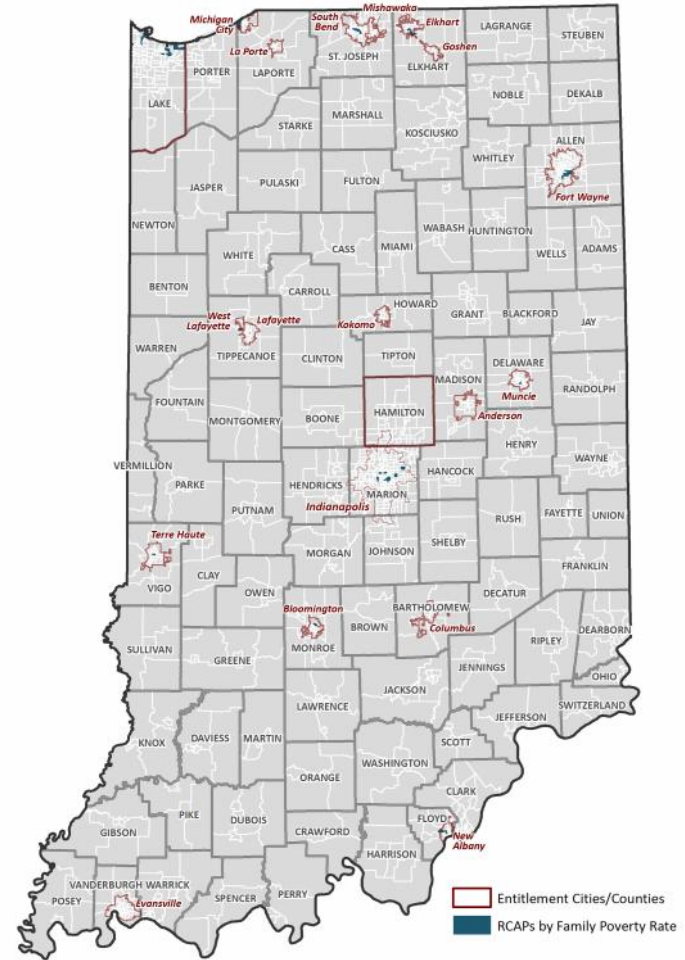 Mishawaka
Michigan
City
South
Bend
Elkhart
LAGRANGE
STEUBEN
La Porte
Goshen
PORTER
LAPORTE
ST. JOSEPH
ELKHART
LAKE
NOBLE
DEKALB
STARKE
MARSHALL
KOSCIUSKO
ALLEN
WHITLEY
JASPER
PULASKI
FULTON
Fort Wayne
NEWTON
WABASH
HUNTINGTON
WHITE
CASS
MIAMI
WELLS
ADAMS
BENTON
CARROLL
HOWARD
GRANT
BLACKFORD
JAY
West
Lafayette
Lafayette
Kokomo
WARREN
TIPPECANOE
CLINTON
TIPTON
DELAWARE
MADISON
Muncie
RANDOLPH
FOUNTAIN
MONTGOMERY
BOONE
HAMILTON
Anderson
HENRY
WAYNE
VERMILLION
PARKE
HENDRICKS
HANCOCK
MARION
PUTNAM
Indianapolis
RUSH
FAYETTE
UNION
Terre Haute
MORGAN
JOHNSON
SHELBY
FRANKLIN
VIGO
CLAY
OWEN
DECATUR
Bloomington
BARTHOLOMEW
BROWN
Columbus
DEARBORN
RIPLEY
SULLIVAN
GREENE
MONROE
JENNINGS
OHIO
JACKSON
LAWRENCE
SWITZERLAND
JEFFERSON
KNOX
DAVIESS
MARTIN
SCOTT
WASHINGTON
ORANGE
CLARK
PIKE
DUBOIS
FLOYD
GIBSON
CRAWFORD
New
Albany
HARRISON
VANDERBURGH
WARRICK
PERRY
SPENCER
POSEY
Evansville
Entitlement Cities/Counties
RCAPs by Family Poverty Rate